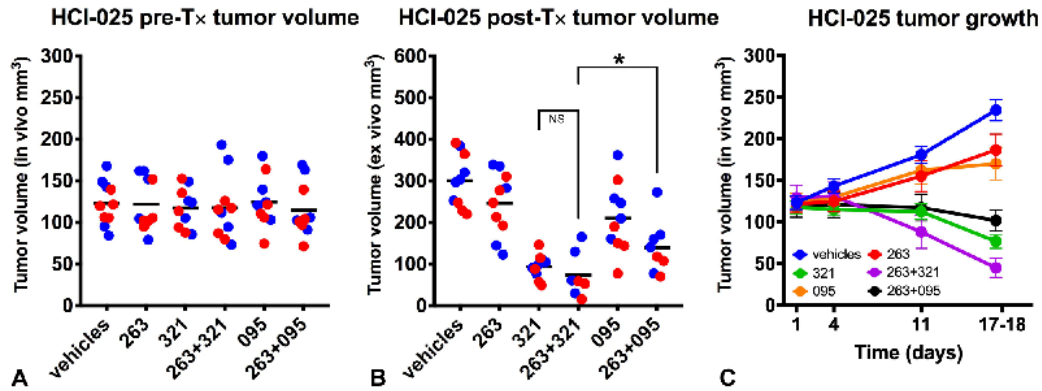 HCI-025 pre-T× tumor volume
Tumor volume (in vivo mm³)
300
250
200
150
100
50
0
vehicles
263
321
263+321
095
263+095
A
HCI-025 post-T× tumor volume
Tumor volume (ex vivo mm³)
600
500
400
300
200
100
0
NS
*
vehicles
263
321
263+321
095
263+095
B
HCI-025 tumor growth
Tumor volume (in vivo mm³)
300
250
200
150
100
50
0
vehicles
263
321
263+321
095
263+095
1
4
11
17-18
Time (days)
C